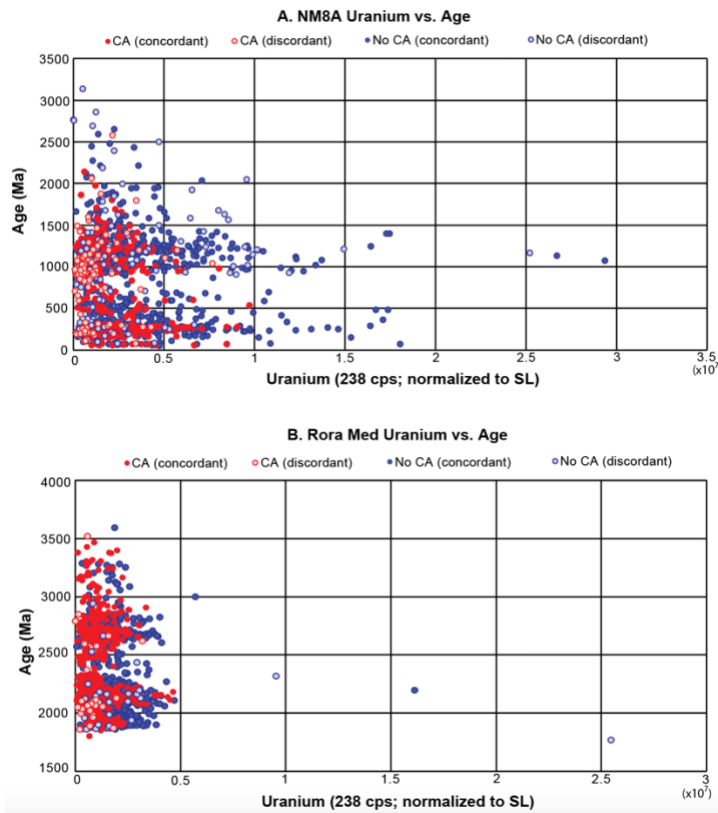 A. NM8A Uranium vs. Age
CA (concordant) CA (discordant) No CA (concordant) No CA (discordant)
3500
3000
2500
2000
1500
1000
500
0
Age (Ma)
0 0.5 1 1.5 2 2.5 3 3.5
(x10⁷)
Uranium (238 cps; normalized to SL)
B. Rora Med Uranium vs. Age
CA (concordant) CA (discordant) No CA (concordant) No CA (discordant)
4000
3500
3000
2500
2000
1500
Age (Ma)
0 0.5 1 1.5 2 2.5 3
(x10⁷)
Uranium (238 cps; normalized to SL)